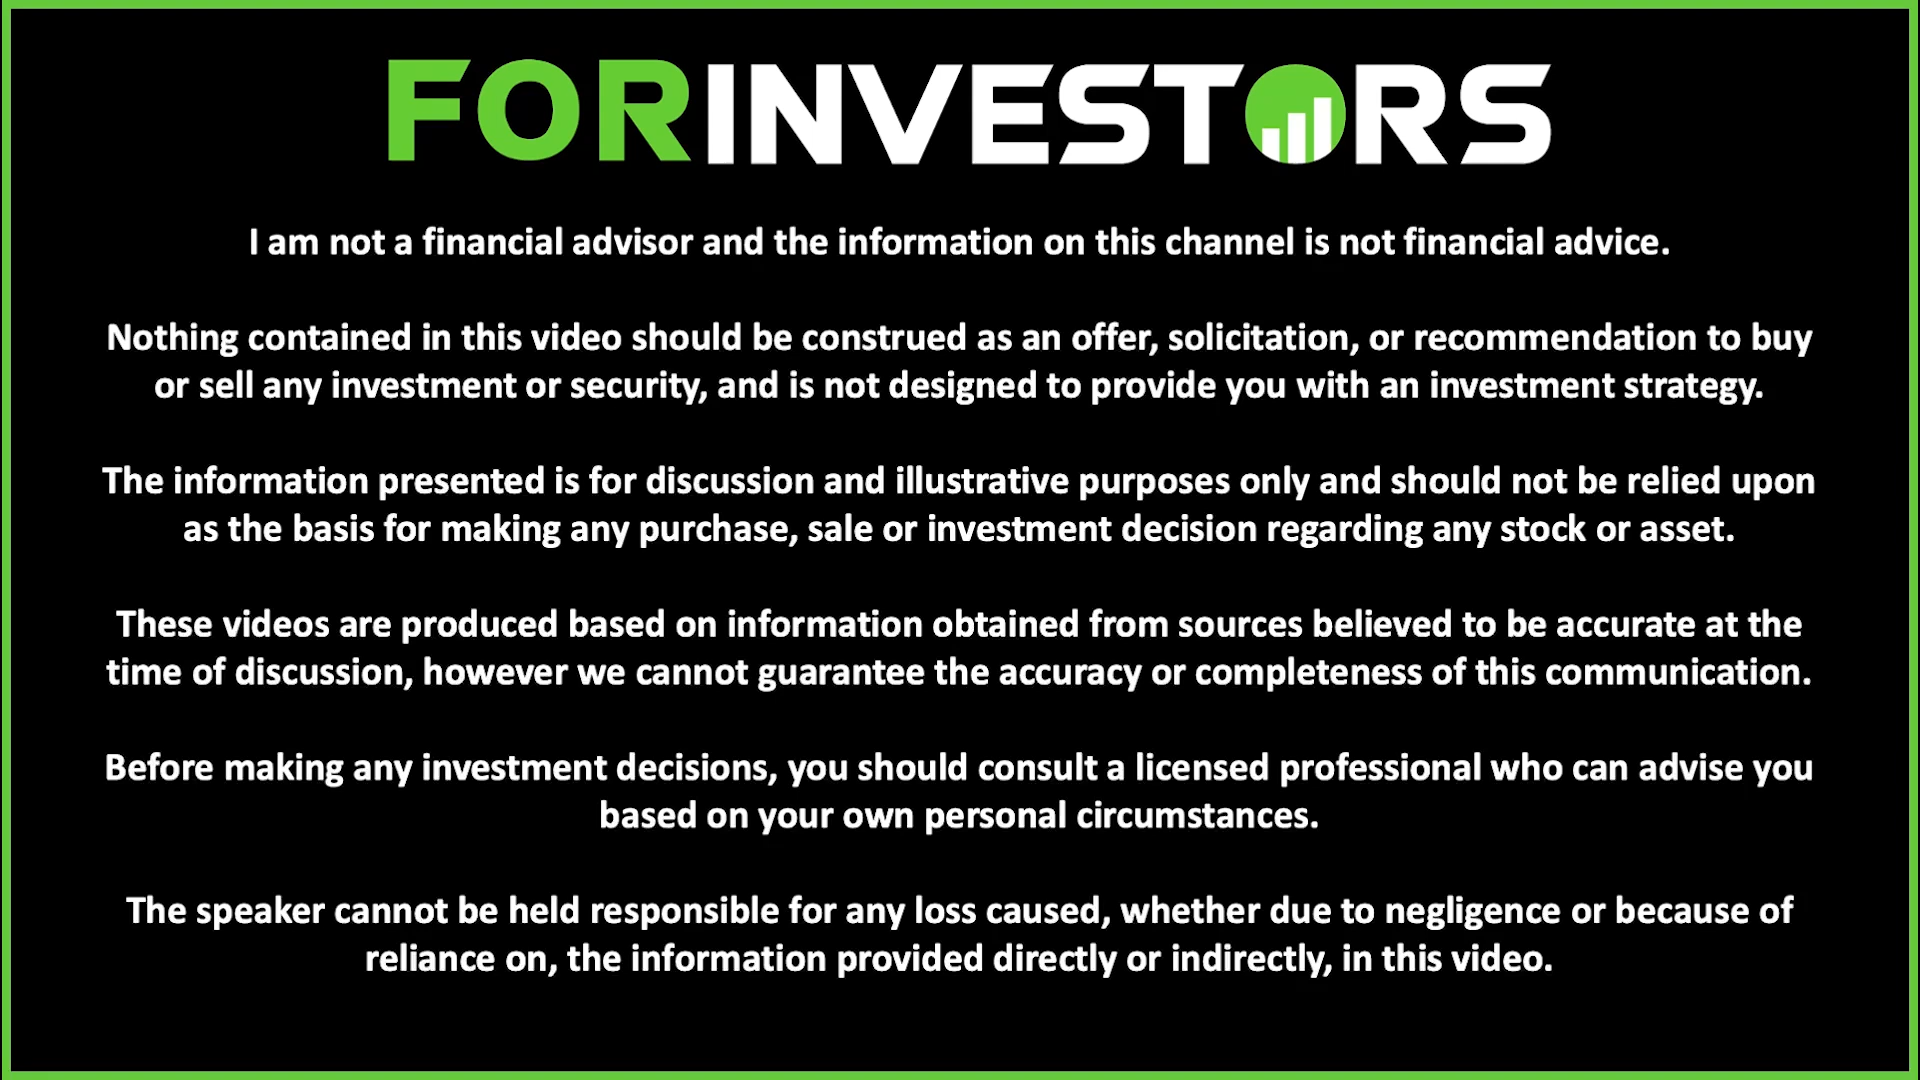 FORINVESTORS
I am not a financial advisor and the information on this channel is not financial advice.
Nothing contained in this video should be construed as an offer, solicitation, or recommendation to buy
or sell any investment or security, and is not designed to provide you with an investment strategy.
The information presented is for discussion and illustrative purposes only and should not be relied upon
as the basis for making any purchase, sale or investment decision regarding any stock or asset.
These videos are produced based on information obtained from sources believed to be accurate at the
time of discussion, however we cannot guarantee the accuracy or completeness of this communication.
Before making any investment decisions, you should consult a licensed professional who can advise you
based on your own personal circumstances.
The speaker cannot be held responsible for any loss caused, whether due to negligence or because of
reliance on, the information provided directly or indirectly, in this video.